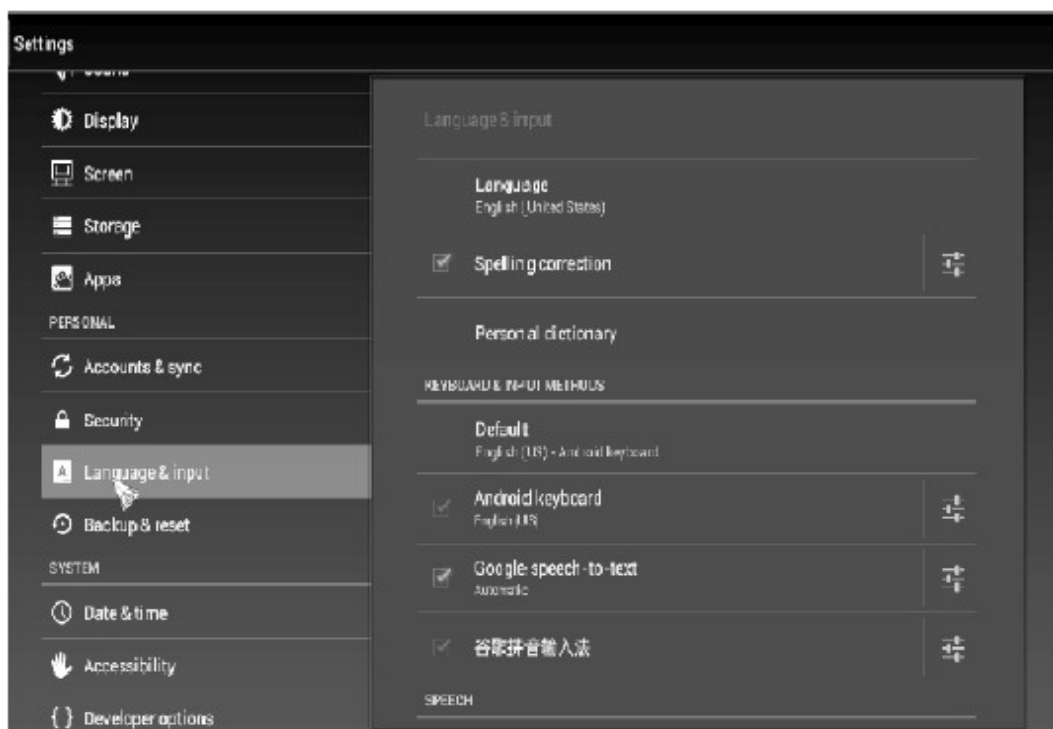 Settings
Sound
Display
Screen
Storage
Apps
PERSONAL
Accounts & sync
Security
Language & input
Backup & reset
SYSTEM
Date & time
Accessibility
{ } Developer options
Language & input
Language
English (United States)
Spelling correction
Personal dictionary
KEYBOARD & INPUT METHODS
Default
English (US) - Android keyboard
Android keyboard
English (US)
Google speech-to-text
Automatic
谷歌拼音输入法
SPEECH